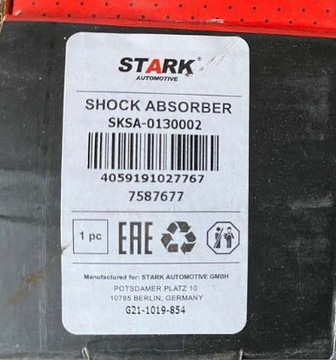 STARK
AUTOMOTIVE
SHOCK ABSORBER
SKSA-0130002
4059191027767
7587677
1 pc
EAC
Manufactured for: STARK AUTOMOTIVE GMBH
POTSDAMER PLATZ 10
10785 BERLIN, GERMANY
G21-1019-854